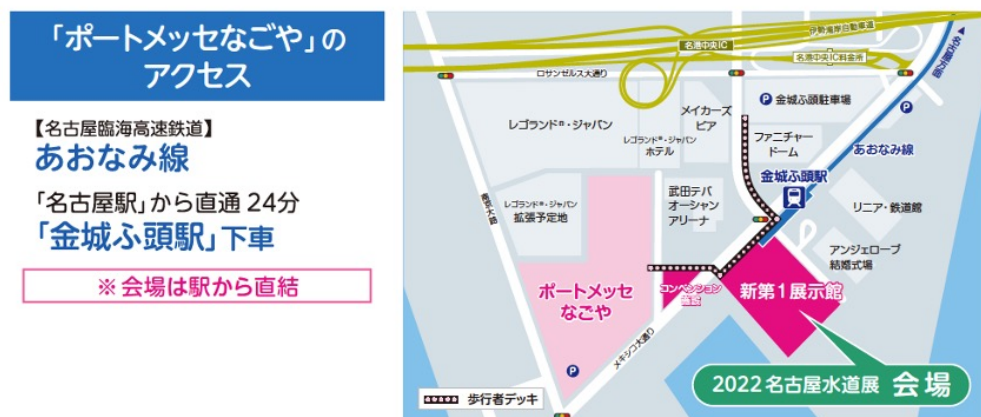 「ポートメッセなごや」の
アクセス
【名古屋臨海高速鉄道】
あおなみ線
「名古屋駅」から直通24分
「金城ふ頭駅」下車
※会場は駅から直結
伊勢湾岸自動車道
名港中央IC
名港中央IC料金所
ロサンゼルス大通り
▲名古屋方面
P 金城ふ頭駐車場
P
メイカーズ
ピア
レゴランド®・ジャパン
レゴランド®・ジャパン
ホテル
ファニチャー
ドーム
あおなみ線
金城ふ頭駅
武田テバ
オーシャン
アリーナ
レゴランド®・ジャパン
拡張予定地
リニア・鉄道館
アンジェローブ
結婚式場
ポートメッセ
なごや
コンベンション
新第1展示館
メキシコ大通り
P
2022名古屋水道展 会場
歩行者デッキ